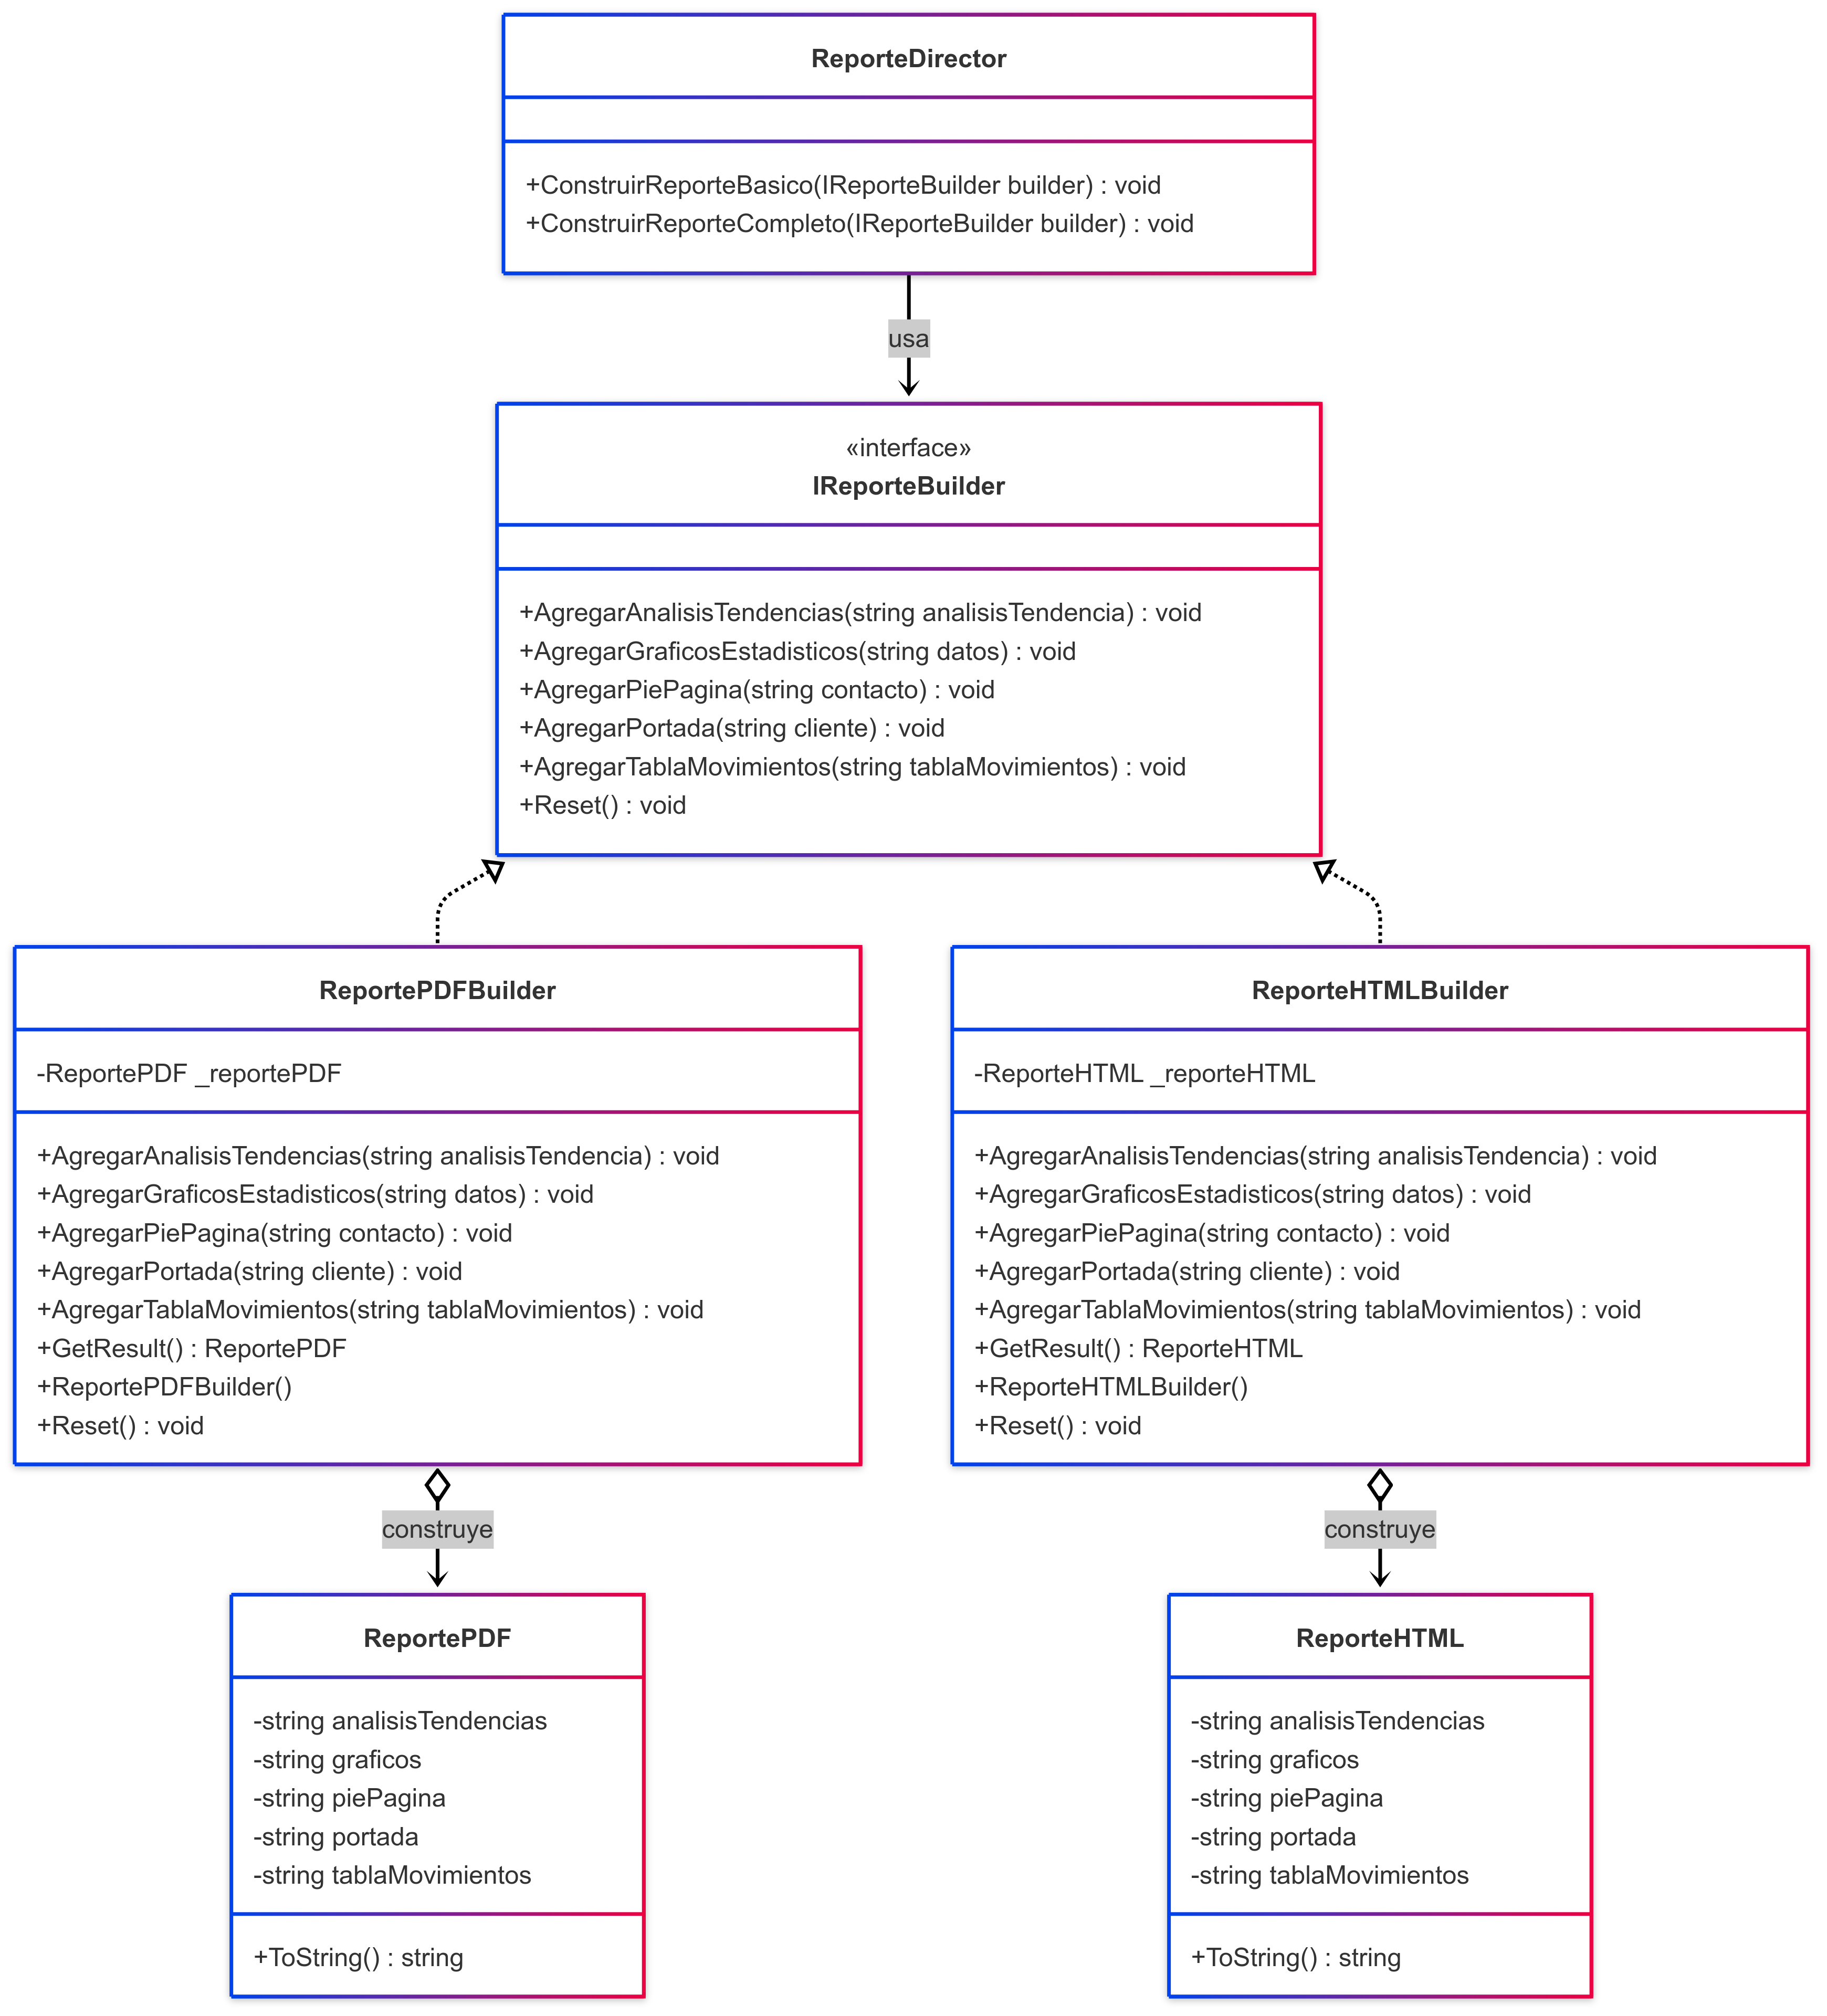 ReporteDirector
+ConstruirReporteBasico(IReporteBuilder builder) : void
+ConstruirReporteCompleto(IReporteBuilder builder) : void
usa
«interface»
IReporteBuilder
+AgregarAnalisisTendencias(string analisisTendencia) : void
+AgregarGraficosEstadisticos(string datos) : void
+AgregarPiePagina(string contacto) : void
+AgregarPortada(string cliente) : void
+AgregarTablaMovimientos(string tablaMovimientos) : void
+Reset() : void
ReportePDFBuilder
-ReportePDF _reportePDF
+AgregarAnalisisTendencias(string analisisTendencia) : void
+AgregarGraficosEstadisticos(string datos) : void
+AgregarPiePagina(string contacto) : void
+AgregarPortada(string cliente) : void
+AgregarTablaMovimientos(string tablaMovimientos) : void
+GetResult() : ReportePDF
+ReportePDFBuilder()
+Reset() : void
ReporteHTMLBuilder
-ReporteHTML _reporteHTML
+AgregarAnalisisTendencias(string analisisTendencia) : void
+AgregarGraficosEstadisticos(string datos) : void
+AgregarPiePagina(string contacto) : void
+AgregarPortada(string cliente) : void
+AgregarTablaMovimientos(string tablaMovimientos) : void
+GetResult() : ReporteHTML
+ReporteHTMLBuilder()
+Reset() : void
construye
construye
ReportePDF
-string analisisTendencias
-string graficos
-string piePagina
-string portada
-string tablaMovimientos
+ToString() : string
ReporteHTML
-string analisisTendencias
-string graficos
-string piePagina
-string portada
-string tablaMovimientos
+ToString() : string